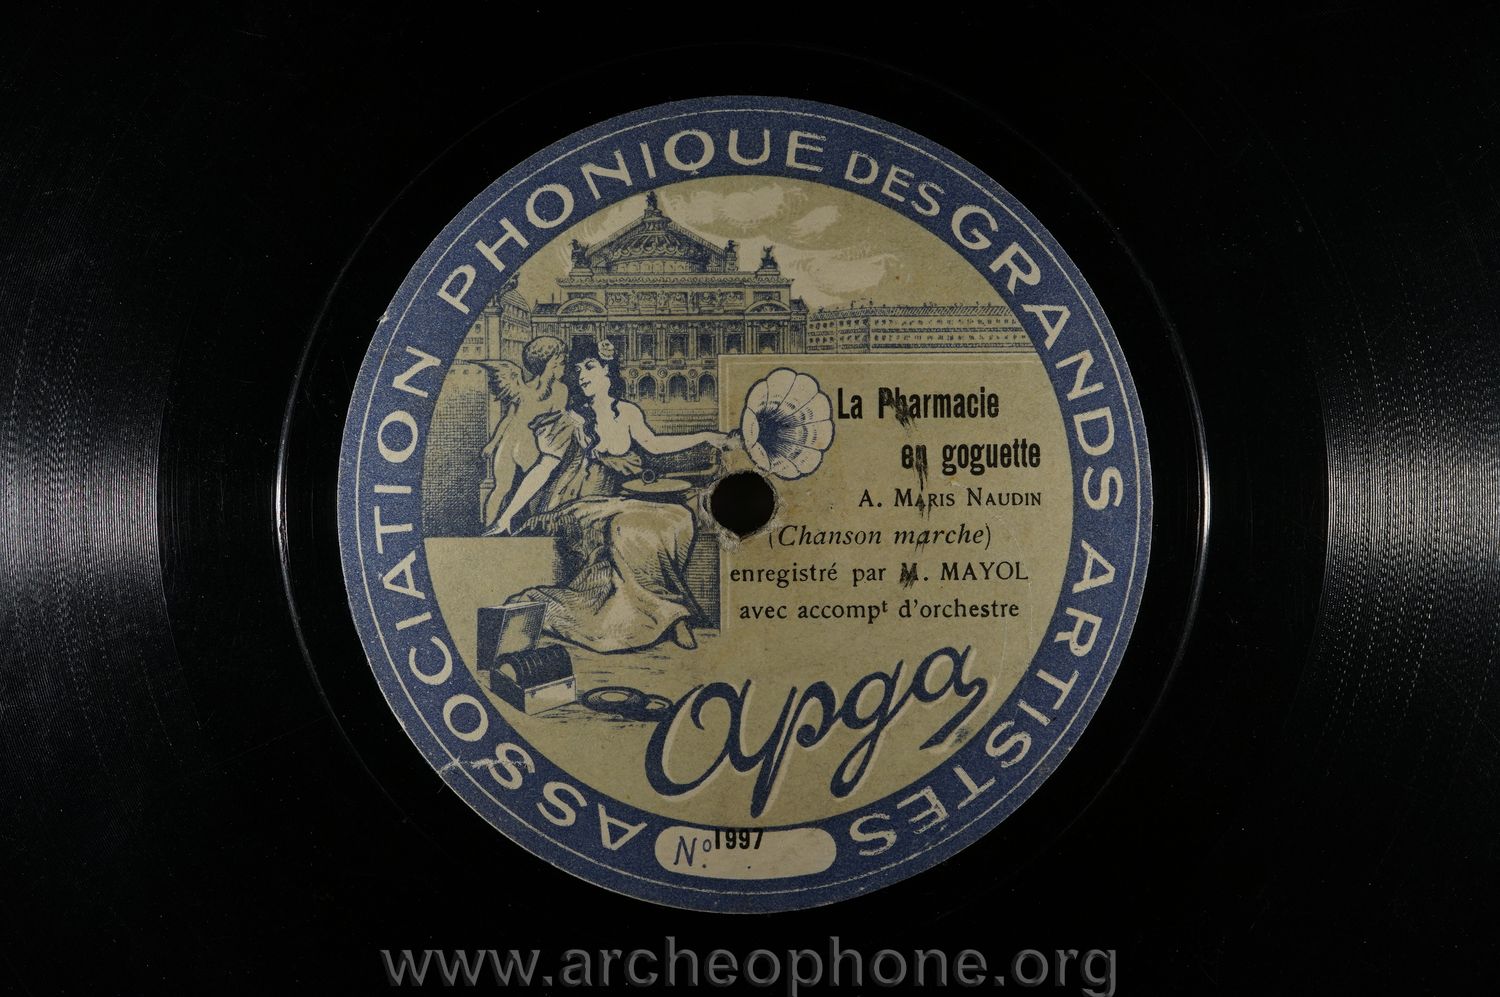 ASSOCIATION PHONIQUE DES GRANDS ARTISTES
La Pharmacie
en goguette
A. MARIS NAUDIN
(Chanson marche)
enregistré par M. MAYOL
avec accompᵗ d'orchestre
apga
Nº 1997
www.archeophone.org